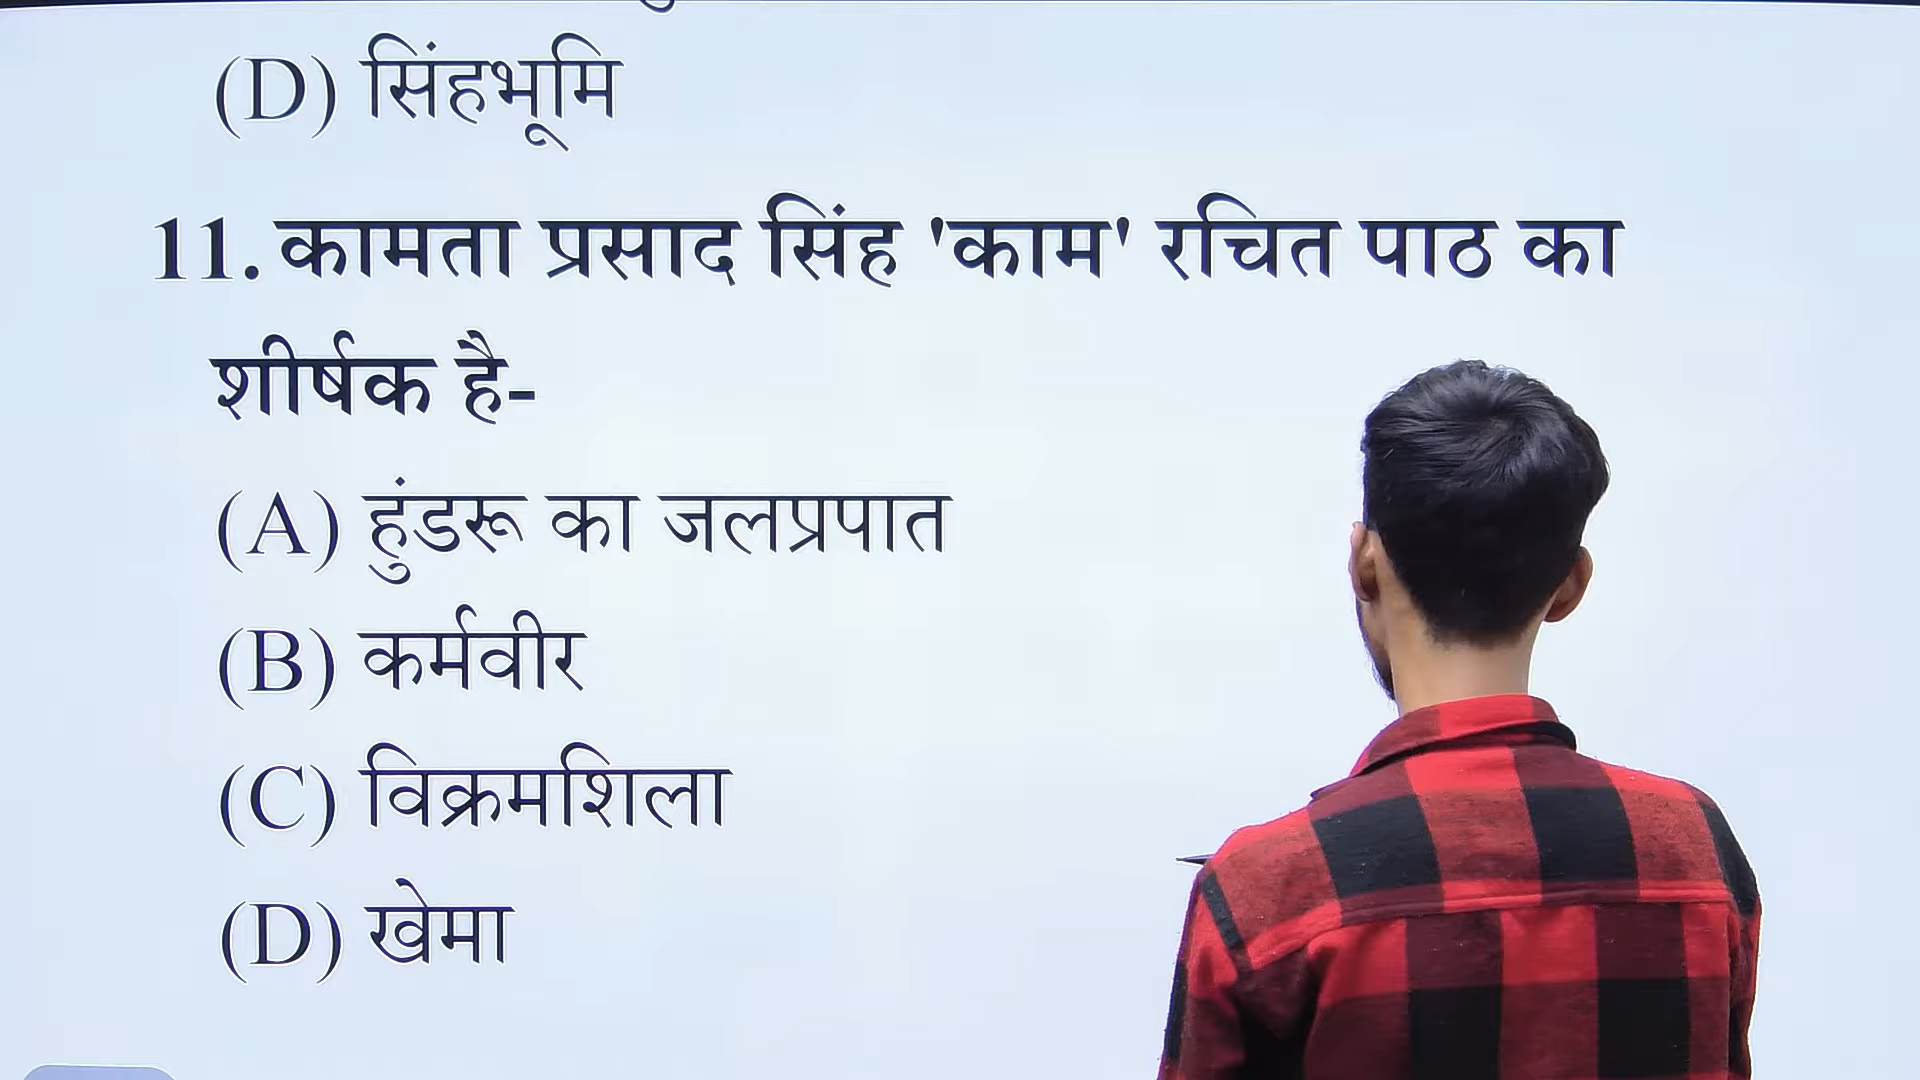 (D) सिंहभूमि
11. कामता प्रसाद सिंह 'काम' रचित पाठ का
शीर्षक है-
(A) हुंडरू का जलप्रपात
(B) कर्मवीर
(C) विक्रमशिला
(D) खेमा